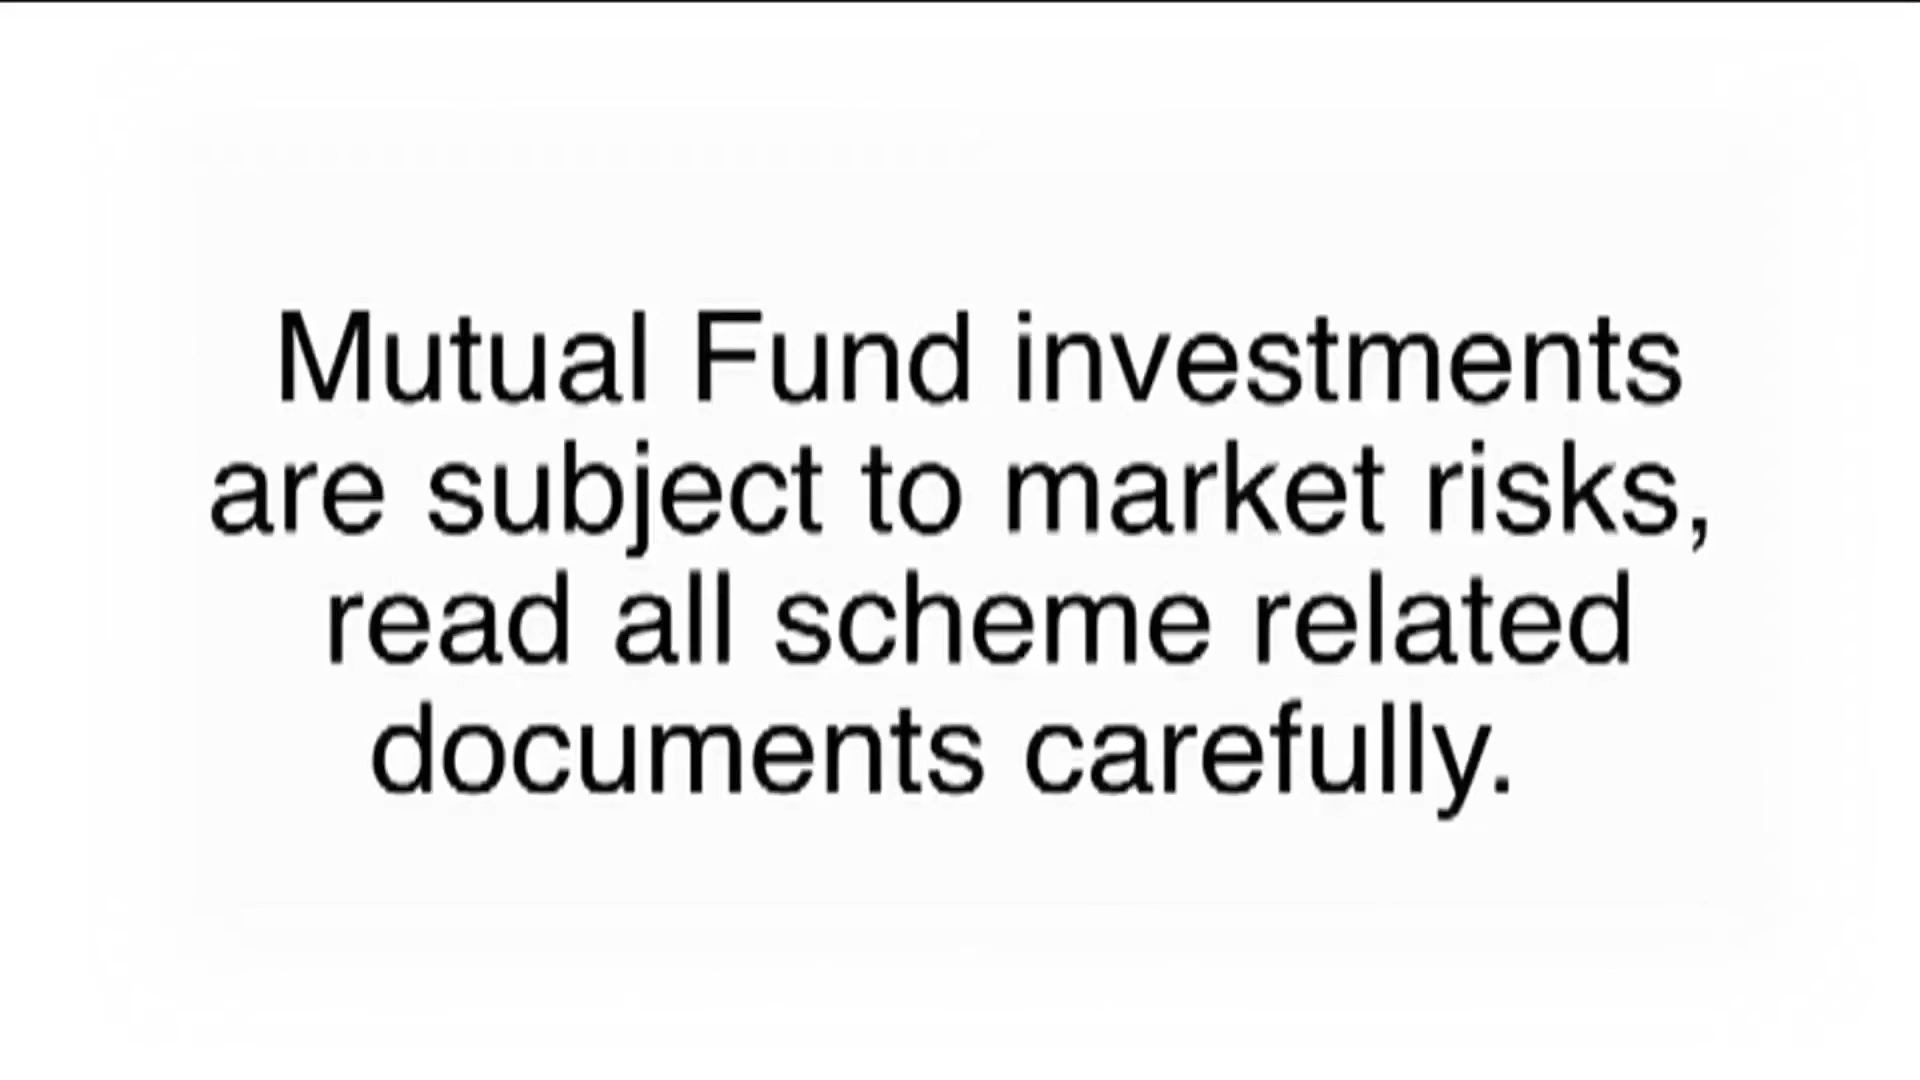 Mutual Fund investments
are subject to market risks,
read all scheme related
documents carefully.